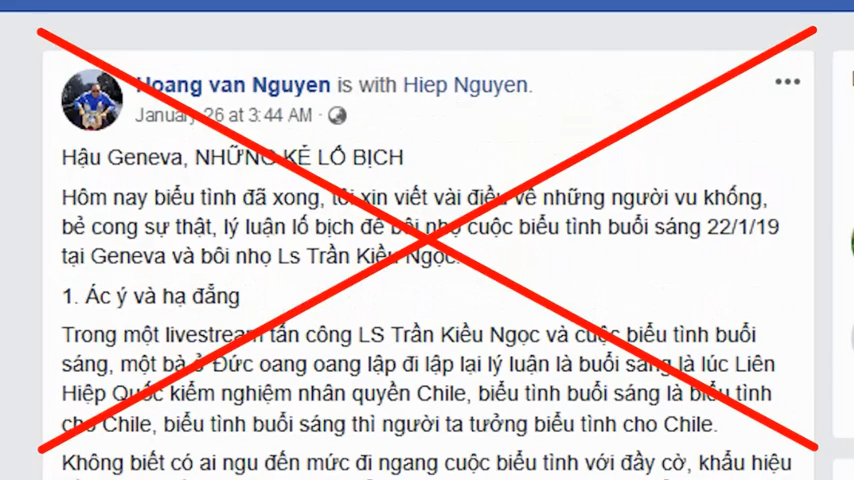 Hoang van Nguyen is with Hiep Nguyen.
January 26 at 3:44 AM ·
Hậu Geneva, NHỮNG KẺ LỐ BỊCH
Hôm nay biểu tình đã xong, tôi xin viết vài điều về những người vu khống,
bẻ cong sự thật, lý luận lố bịch để bôi nhọ cuộc biểu tình buổi sáng 22/1/19
tại Geneva và bôi nhọ Ls Trần Kiều Ngọc.
1. Ác ý và hạ đẳng
Trong một livestream tấn công LS Trần Kiều Ngọc và cuộc biểu tình buổi
sáng, một bà ở Đức oang oang lập đi lập lại lý luận là buổi sáng là lúc Liên
Hiệp Quốc kiểm nghiệm nhân quyền Chile, biểu tình buổi sáng là biểu tình
cho Chile, biểu tình buổi sáng thì người ta tưởng biểu tình cho Chile.
Không biết có ai ngu đến mức đi ngang cuộc biểu tình với đầy cờ, khẩu hiệu